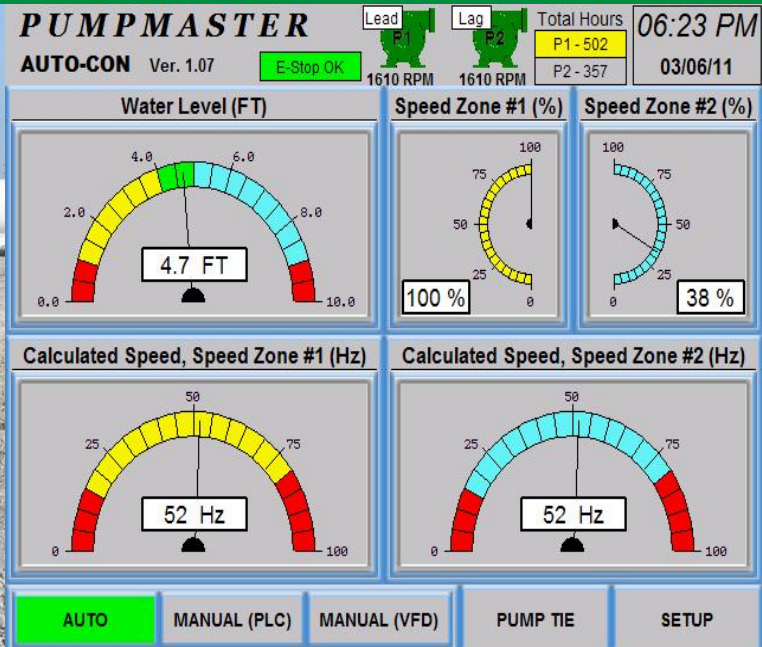 PUMPMASTER
AUTO-CON Ver. 1.07
E-Stop OK
Lead
P1
1610 RPM
Lag
P2
1610 RPM
Total Hours
P1 - 502
P2 - 357
06:23 PM
03/06/11
Water Level (FT)
0.0
2.0
4.0
6.0
8.0
10.0
4.7 FT
Speed Zone #1 (%)
100
75
50
25
0
100 %
Speed Zone #2 (%)
100
75
50
25
0
38 %
Calculated Speed, Speed Zone #1 (Hz)
0
25
50
75
100
52 Hz
Calculated Speed, Speed Zone #2 (Hz)
0
25
50
75
100
52 Hz
AUTO
MANUAL (PLC)
MANUAL (VFD)
PUMP TIE
SETUP